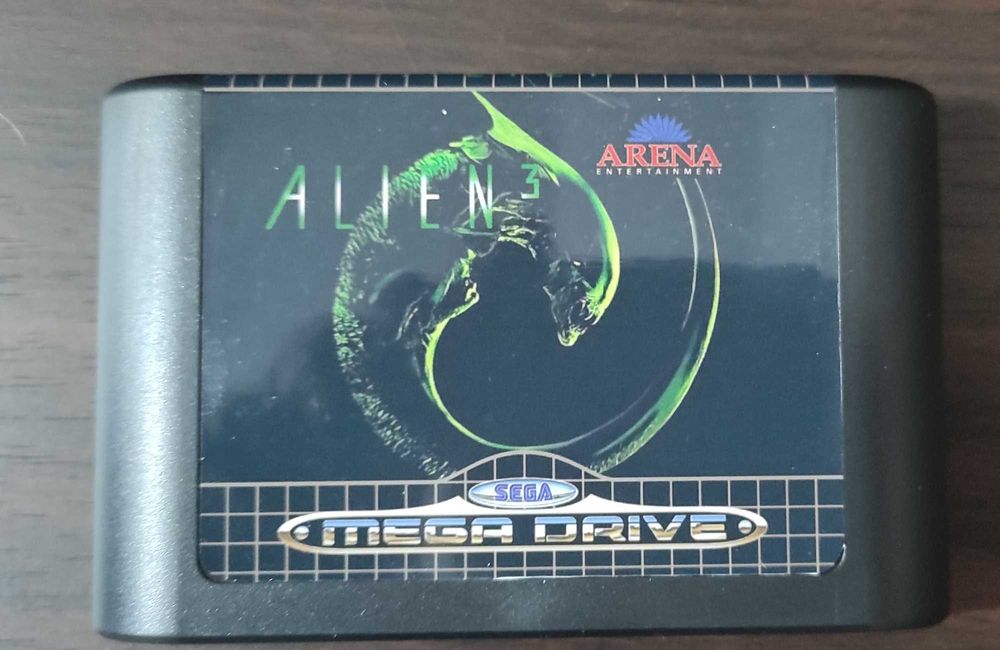 ALIEN³
ARENA
ENTERTAINMENT
SEGA
MEGA DRIVE